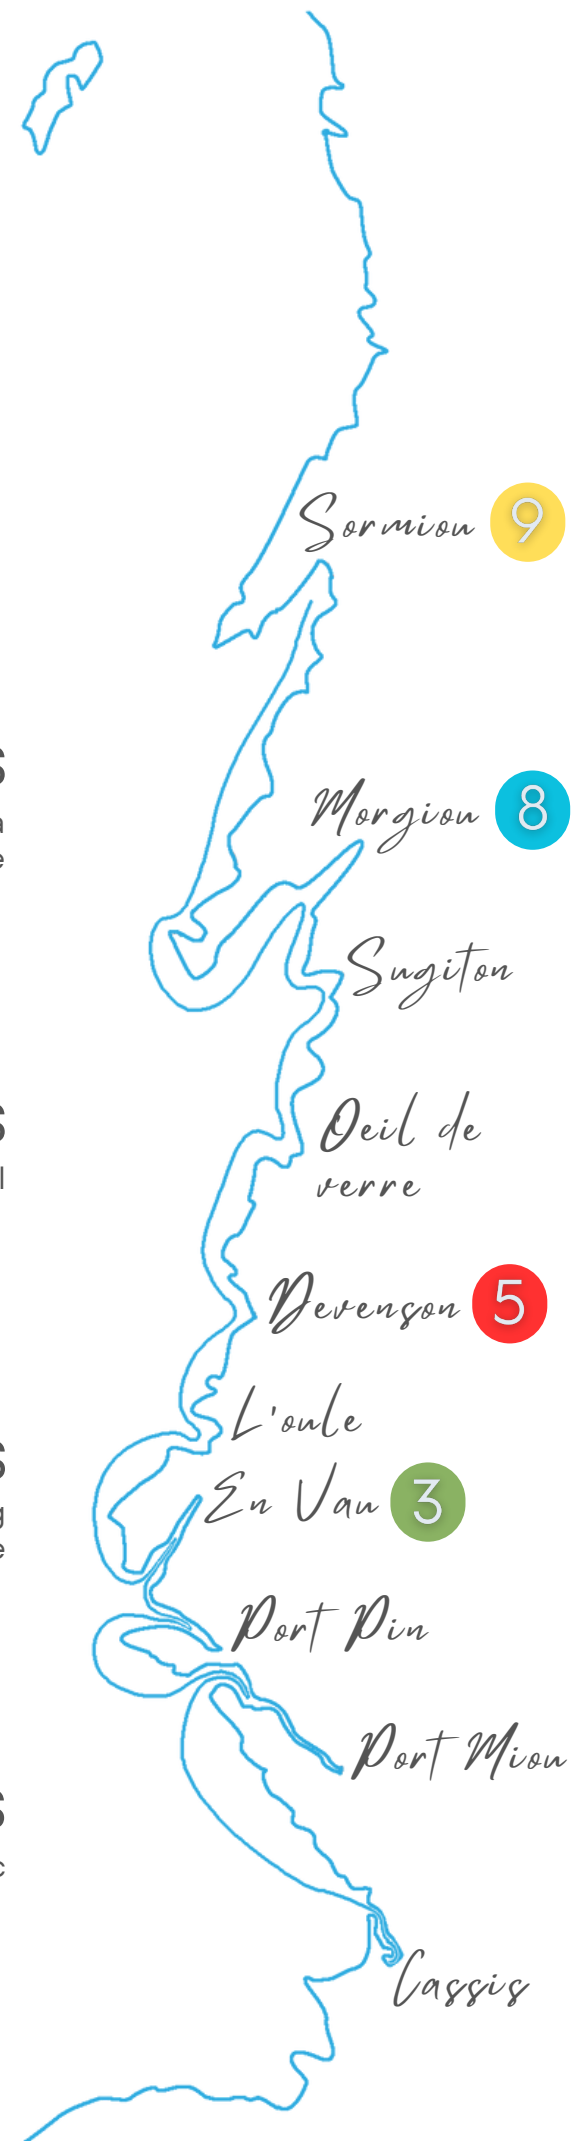 Sormiou 9
Morgiou 8
Sugiton
Oeil de
verre
Devenson 5
L'oule
En Vau 3
Port Pin
Port Miou
Cassis